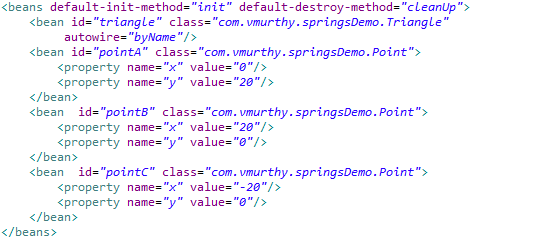 <beans default-init-method="init" default-destroy-method="cleanUp">
<bean id="triangle" class="com.vmurthy.springsDemo.Triangle"
autowire="byName"/>
<bean id="pointA" class="com.vmurthy.springsDemo.Point">
<property name="x" value="0"/>
<property name="y" value="20"/>
</bean>
<bean  id="pointB" class="com.vmurthy.springsDemo.Point">
<property name="x" value="20"/>
<property name="y" value="0"/>
</bean>
<bean  id="pointC" class="com.vmurthy.springsDemo.Point">
<property name="x" value="-20"/>
<property name="y" value="0"/>
</bean>
</beans>